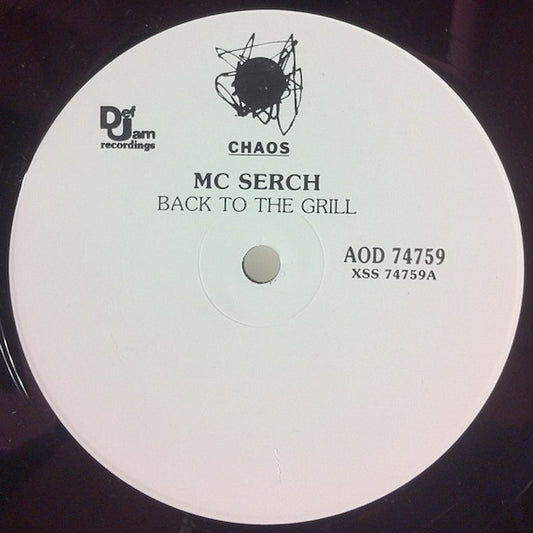 Def
Jam
recordings
CHAOS
MC SERCH
BACK TO THE GRILL
AOD 74759
XSS 74759A